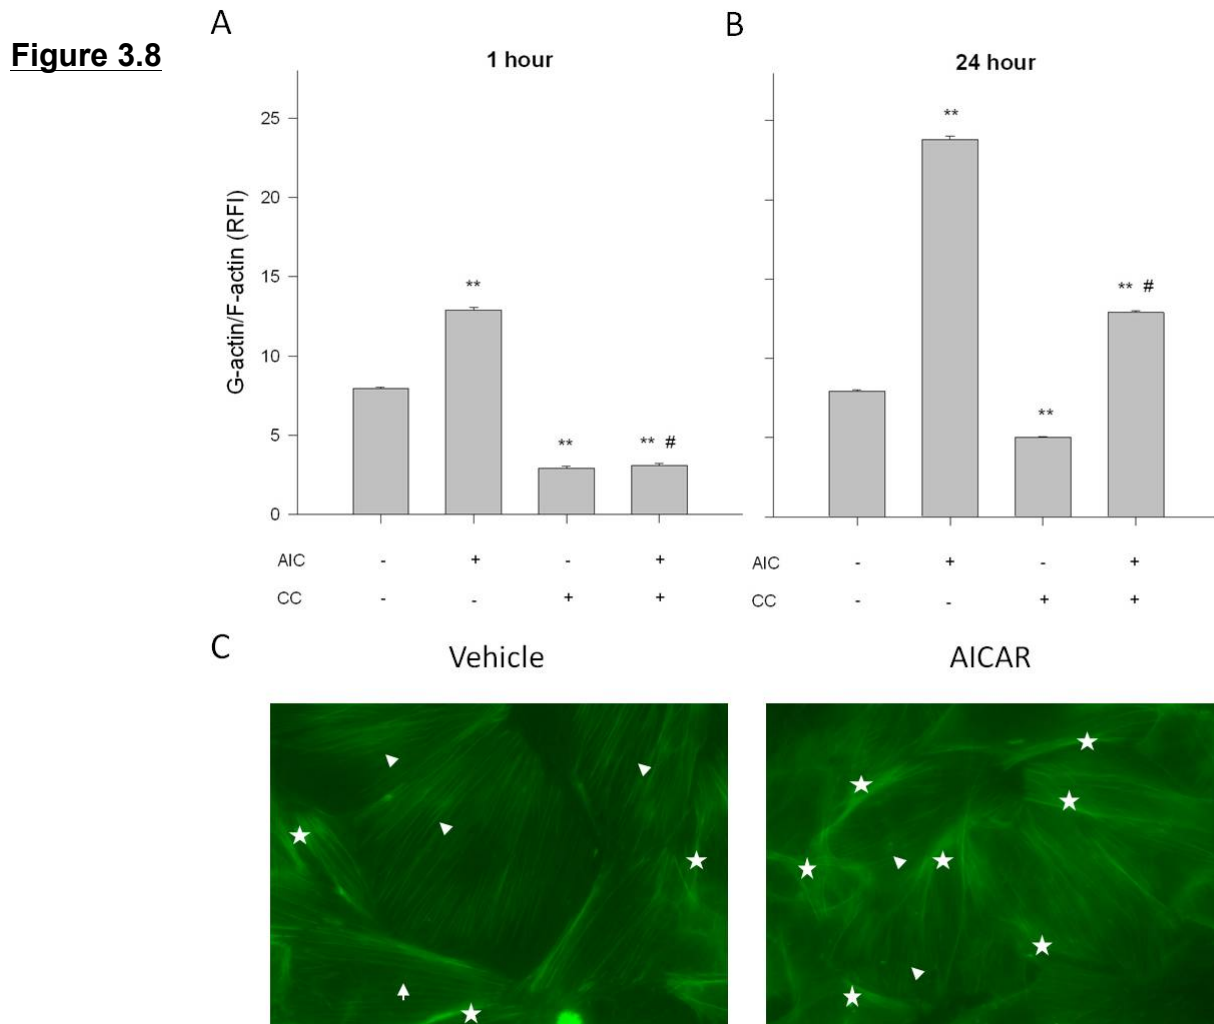 Figure 3.8
A
1 hour
G-actin/F-actin (RFI)
25
20
15
10
5
0
**
**
** #
AIC - + - +
CC - - + +
B
24 hour
**
**
** #
AIC - + - +
CC - - + +
C
Vehicle
AICAR